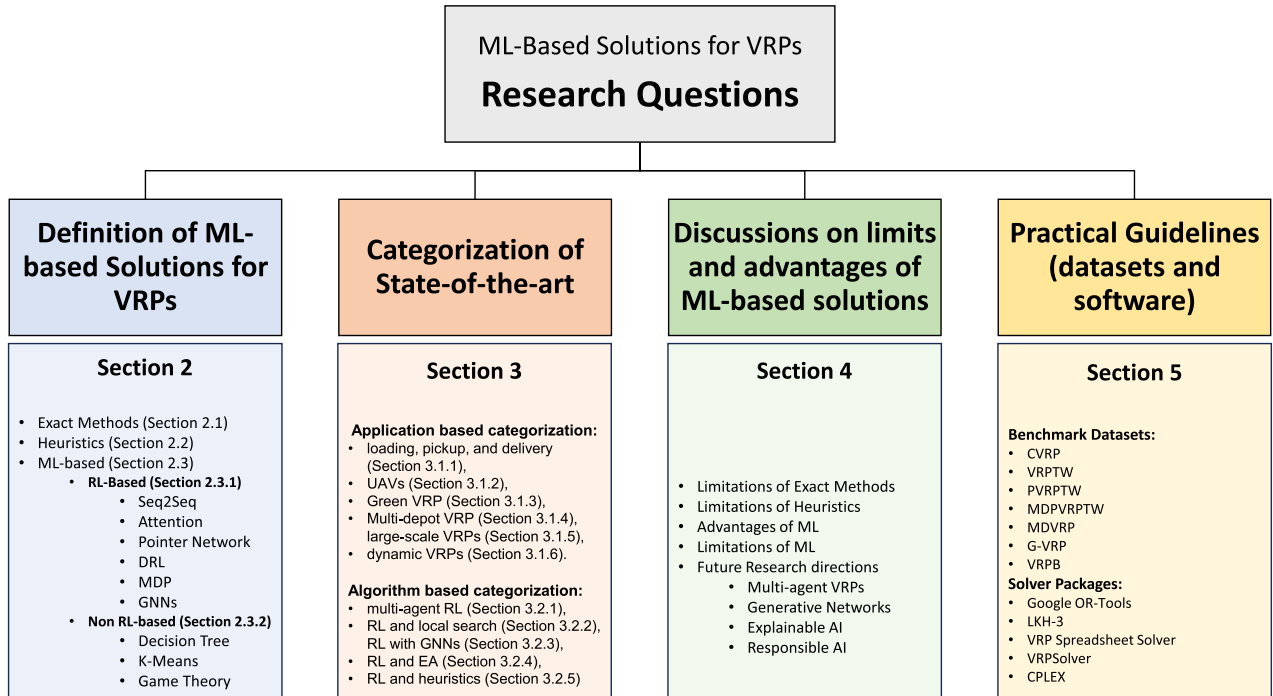 ML-Based Solutions for VRPs
Research Questions
Definition of ML-
based Solutions for
VRPs
Section 2
• Exact Methods (Section 2.1)
• Heuristics (Section 2.2)
• ML-based (Section 2.3)
• RL-Based (Section 2.3.1)
• Seq2Seq
• Attention
• Pointer Network
• DRL
• MDP
• GNNs
• Non RL-based (Section 2.3.2)
• Decision Tree
• K-Means
• Game Theory
Categorization of
State-of-the-art
Section 3
Application based categorization:
• loading, pickup, and delivery
(Section 3.1.1),
• UAVs (Section 3.1.2),
• Green VRP (Section 3.1.3),
• Multi-depot VRP (Section 3.1.4),
large-scale VRPs (Section 3.1.5),
• dynamic VRPs (Section 3.1.6).
Algorithm based categorization:
• multi-agent RL (Section 3.2.1),
• RL and local search (Section 3.2.2),
RL with GNNs (Section 3.2.3),
• RL and EA (Section 3.2.4),
• RL and heuristics (Section 3.2.5)
Discussions on limits
and advantages of
ML-based solutions
Section 4
• Limitations of Exact Methods
• Limitations of Heuristics
• Advantages of ML
• Limitations of ML
• Future Research directions
• Multi-agent VRPs
• Generative Networks
• Explainable AI
• Responsible AI
Practical Guidelines
(datasets and
software)
Section 5
Benchmark Datasets:
• CVRP
• VRPTW
• PVRPTW
• MDPVRPTW
• MDVRP
• G-VRP
• VRPB
Solver Packages:
• Google OR-Tools
• LKH-3
• VRP Spreadsheet Solver
• VRPSolver
• CPLEX